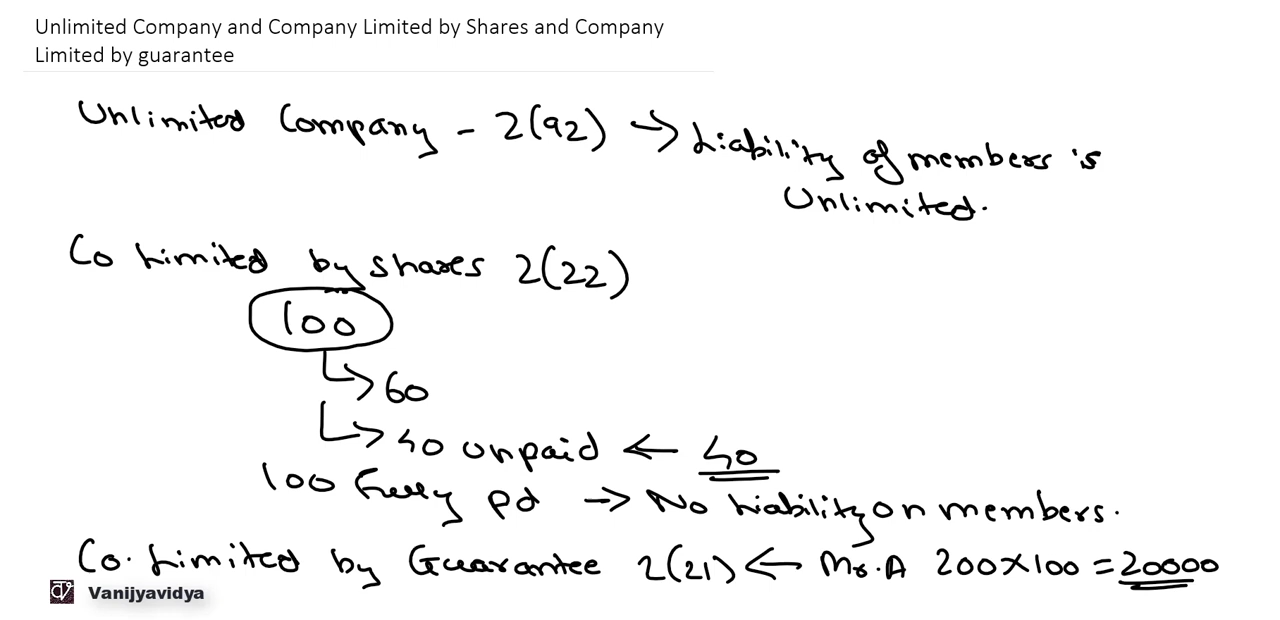 Unlimited Company and Company Limited by Shares and Company
Limited by guarantee
Unlimited Company - 2(92) → Liability of members is
Unlimited.
Co Limited by shares 2(22)
100
↳ 60
↳ 40 unpaid ← 40
100 Fully pd → No Liability on members.
Co. Limited by Guarantee 2(21) ← Mr. A 200×100 = 20000
Vanijyavidya